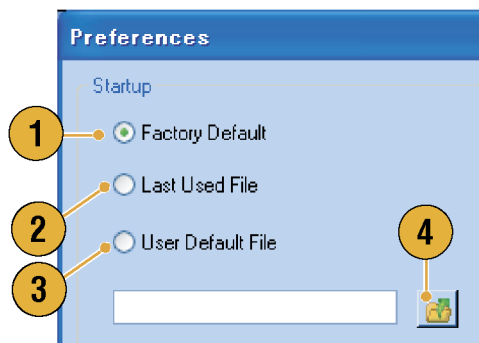 Preferences
Startup
1
Factory Default
2
Last Used File
3
User Default File
4